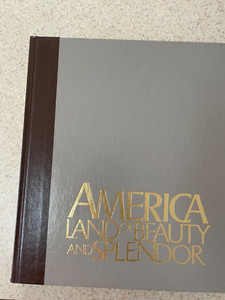 AMERICA
LAND OF BEAUTY
AND SPLENDOR